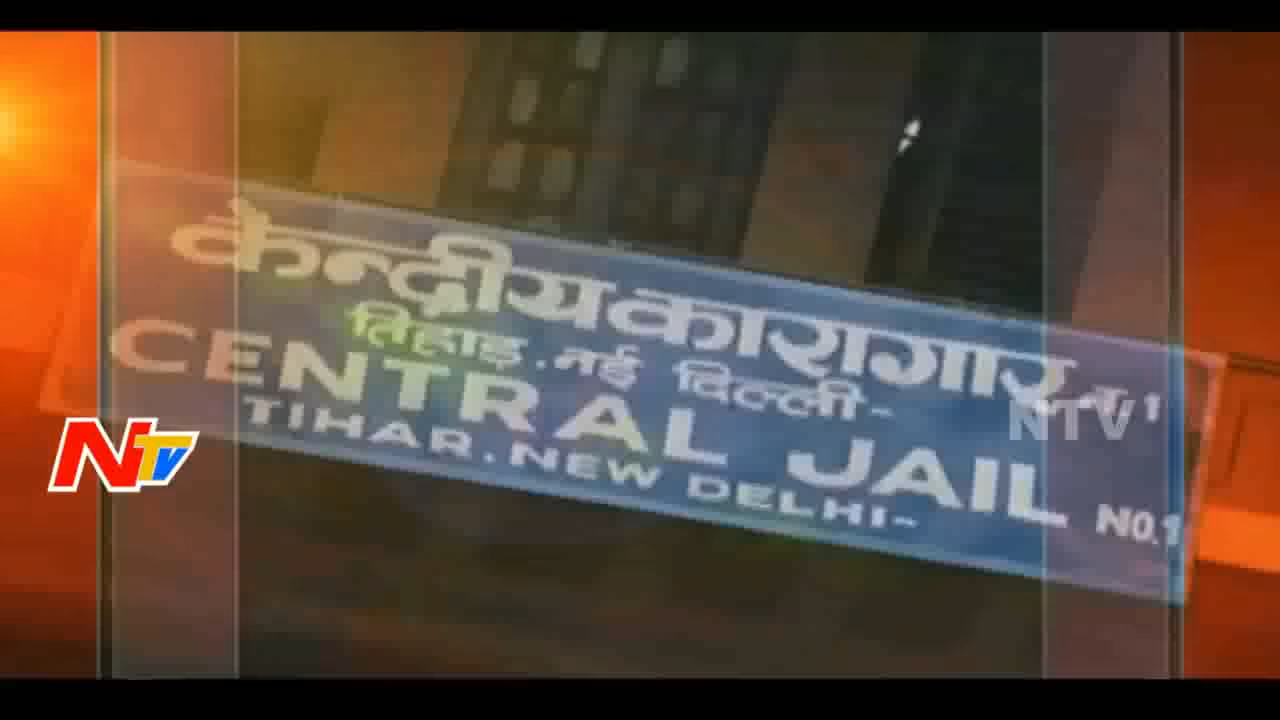 केन्द्रीय कारागार नं 1
तिहाड़. नई दिल्ली-
CENTRAL JAIL NO.1
TIHAR. NEW DELHI-
NTV
NTV